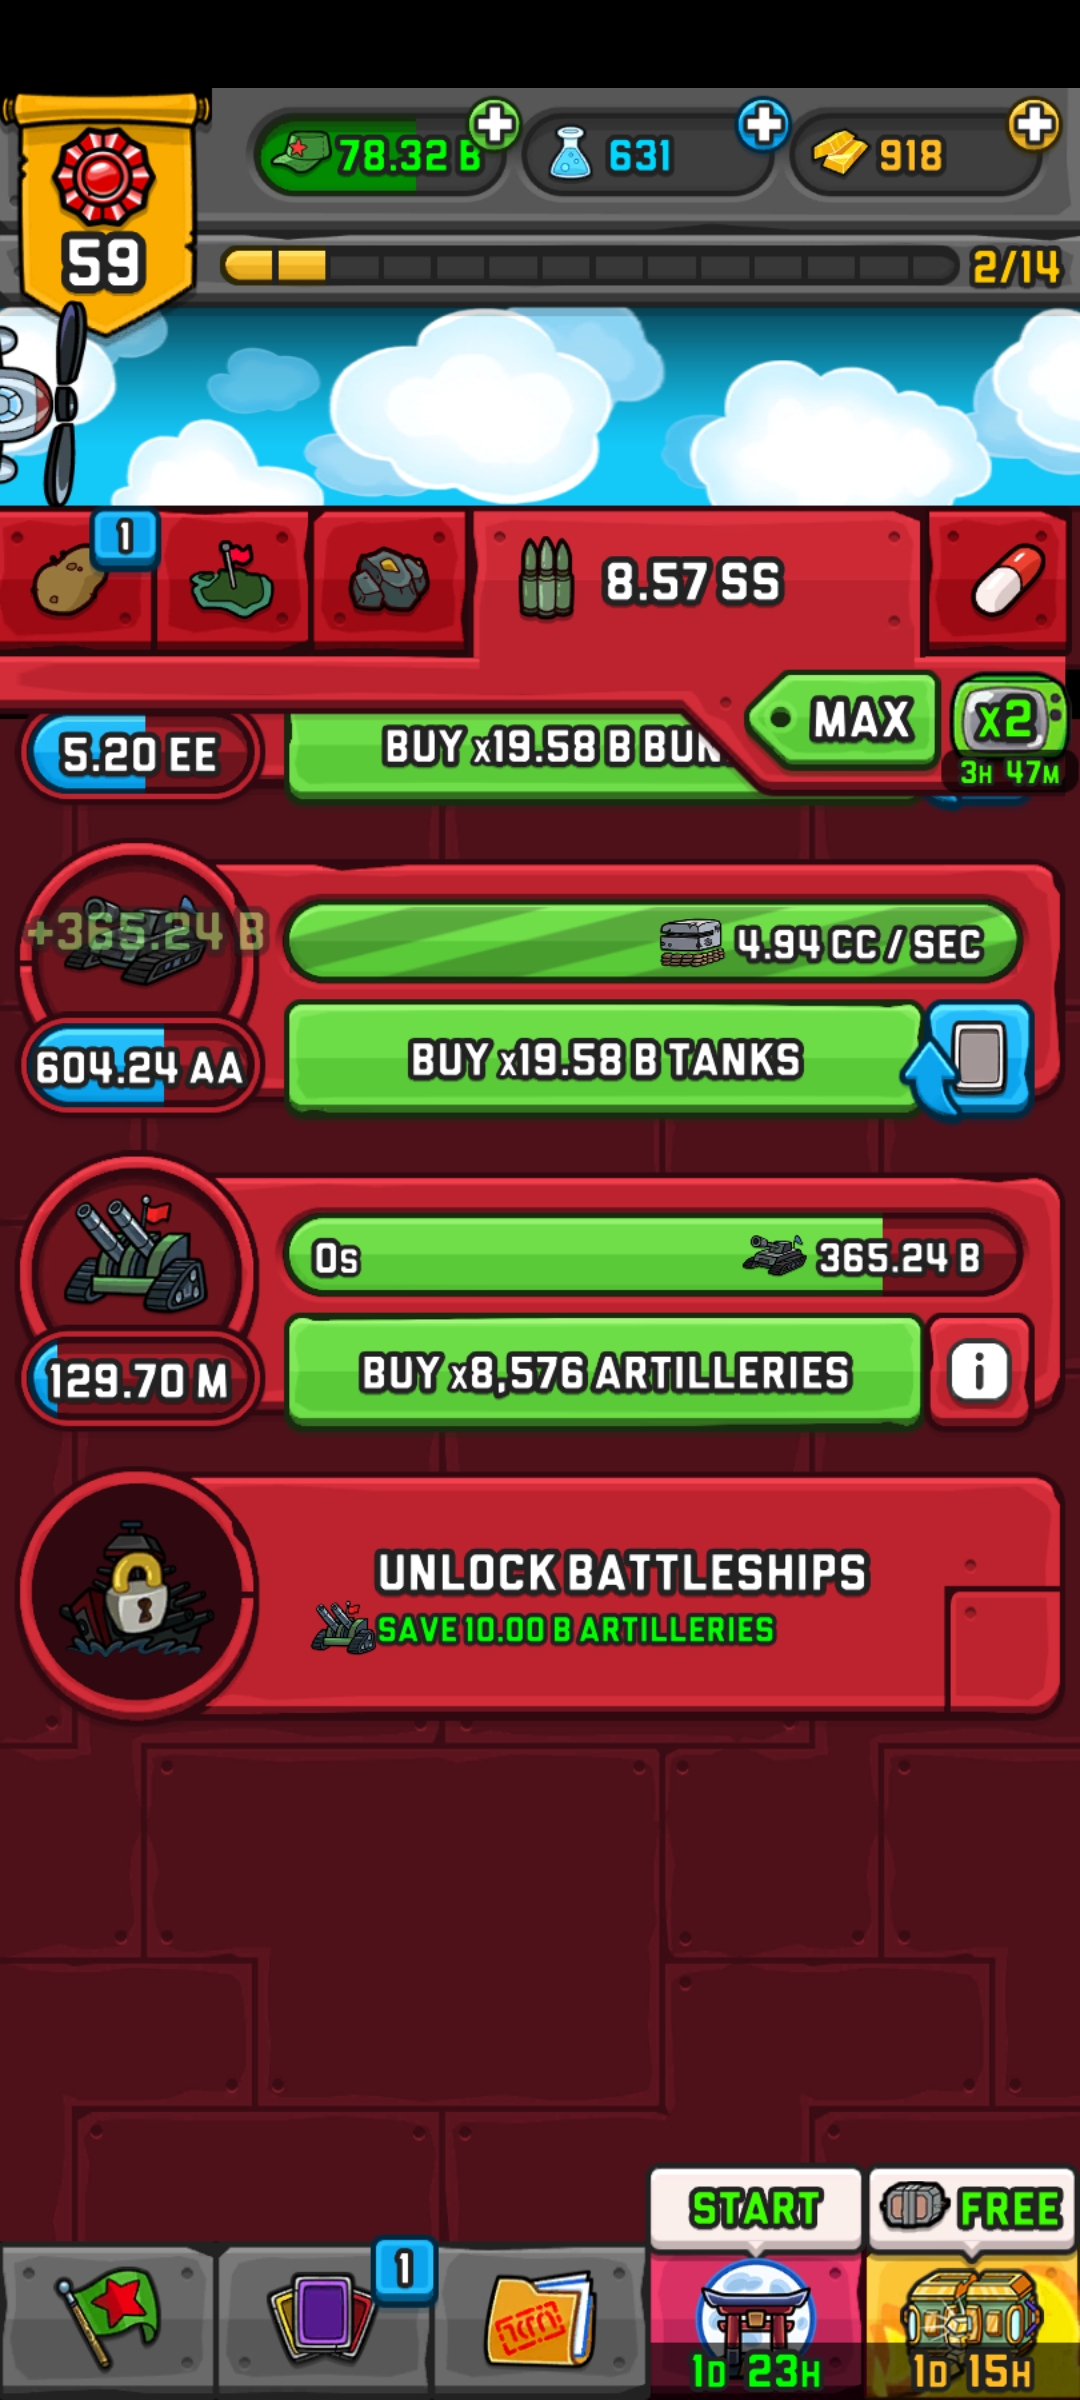 78.32 B
631
918
59
2/14
1
8.57 SS
MAX
x2
3H 47M
5.20 EE
BUY x19.58 B BUN
+365.24 B
4.94 CC / SEC
604.24 AA
BUY x19.58 B TANKS
0s
365.24 B
129.70 M
BUY x8,576 ARTILLERIES
i
UNLOCK BATTLESHIPS
SAVE 10.00 B ARTILLERIES
START
FREE
1
1D 23H
1D 15H